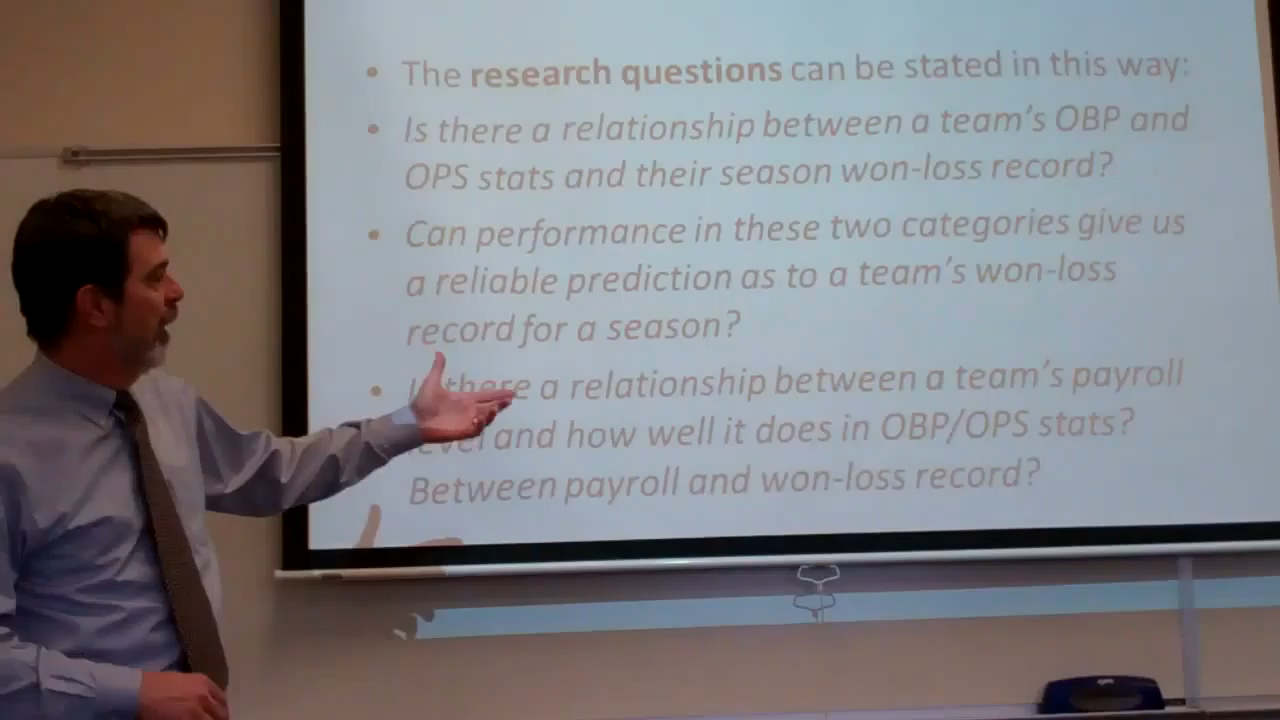 • The research questions can be stated in this way:
• Is there a relationship between a team's OBP and
OPS stats and their season won-loss record?
• Can performance in these two categories give us
a reliable prediction as to a team's won-loss
record for a season?
• Is there a relationship between a team's payroll
level and how well it does in OBP/OPS stats?
Between payroll and won-loss record?